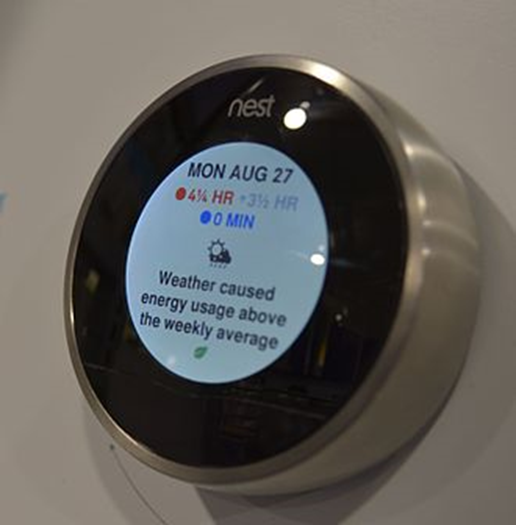 nest
MON AUG 27
4¼ HR +3½ HR
0 MIN
Weather caused
energy usage above
the weekly average